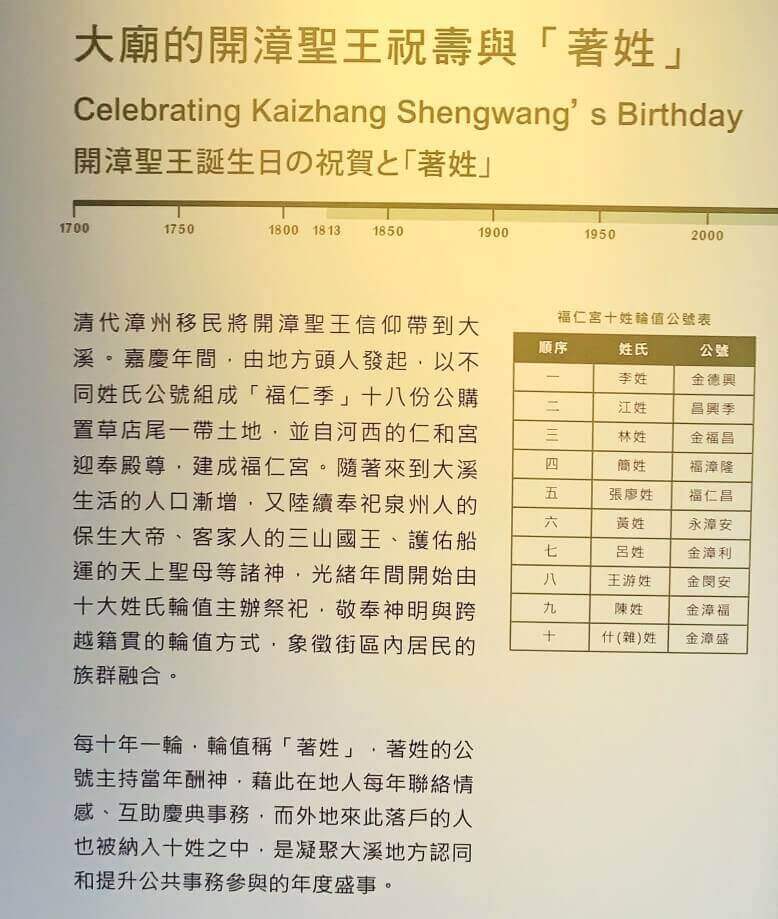 大廟的開漳聖王祝壽與「著姓」
Celebrating Kaizhang Shengwang’s Birthday
開漳聖王誕生日の祝賀と「著姓」
1700 1750 1800 1813 1850 1900 1950 2000
清代漳州移民將開漳聖王信仰帶到大
溪。嘉慶年間，由地方頭人發起，以不
同姓氏公號組成「福仁季」十八份公購
置草店尾一帶土地，並自河西的仁和宮
迎奉殿尊，建成福仁宮。隨著來到大溪
生活的人口漸增，又陸續奉祀泉州人的
保生大帝、客家人的三山國王、護佑船
運的天上聖母等諸神，光緒年間開始由
十大姓氏輪值主辦祭祀，敬奉神明與跨
越籍貫的輪值方式，象徵街區內居民的
族群融合。
每十年一輪，輪值稱「著姓」，著姓的公
號主持當年酬神，藉此在地人每年聯絡情
感、互助慶典事務，而外地來此落戶的人
也被納入十姓之中，是凝聚大溪地方認同
和提升公共事務參與的年度盛事。
福仁宮十姓輪值公號表
順序 姓氏 公號
一 李姓 金德興
二 江姓 昌興季
三 林姓 金福昌
四 簡姓 福漳隆
五 張廖姓 福仁昌
六 黃姓 永漳安
七 呂姓 金漳利
八 王游姓 金閔安
九 陳姓 金漳福
十 什(雜)姓 金漳盛